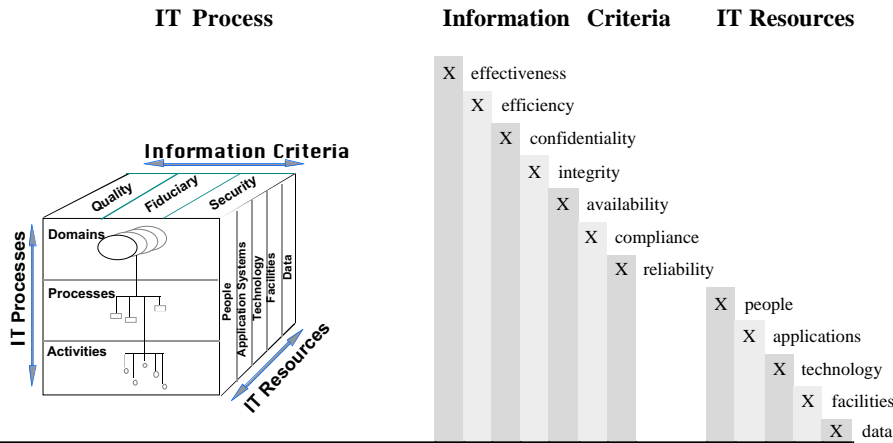 IT Process
Information Criteria
IT Resources
X effectiveness
X efficiency
X confidentiality
X integrity
X availability
X compliance
X reliability
X people
X applications
X technology
X facilities
X data
Information Criteria
Quality
Fiduciary
Security
IT Processes
Domains
Processes
Activities
People
Application Systems
Technology
Facilities
Data
IT Resources